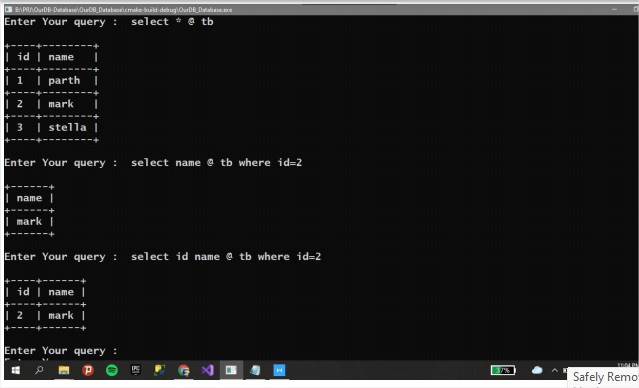 B:\PRJ\OurDB-Database\OurDB_Database\cmake-build-debug\OurDB_Database.exe
Enter Your query :  select * @ tb
+----+--------+
| id | name   |
+----+--------+
| 1  | parth  |
+----+--------+
| 2  | mark   |
+----+--------+
| 3  | stella |
+----+--------+
Enter Your query :  select name @ tb where id=2
+------+
| name |
+------+
| mark |
+------+
Enter Your query :  select id name @ tb where id=2
+----+------+
| id | name |
+----+------+
| 2  | mark |
+----+------+
Enter Your query :
57%
Safely Remo